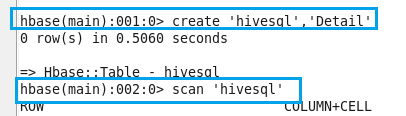 hbase(main):001:0> create 'hivesql','Detail'
0 row(s) in 0.5060 seconds
=> Hbase::Table - hivesql
hbase(main):002:0> scan 'hivesql'
ROW COLUMN+CELL